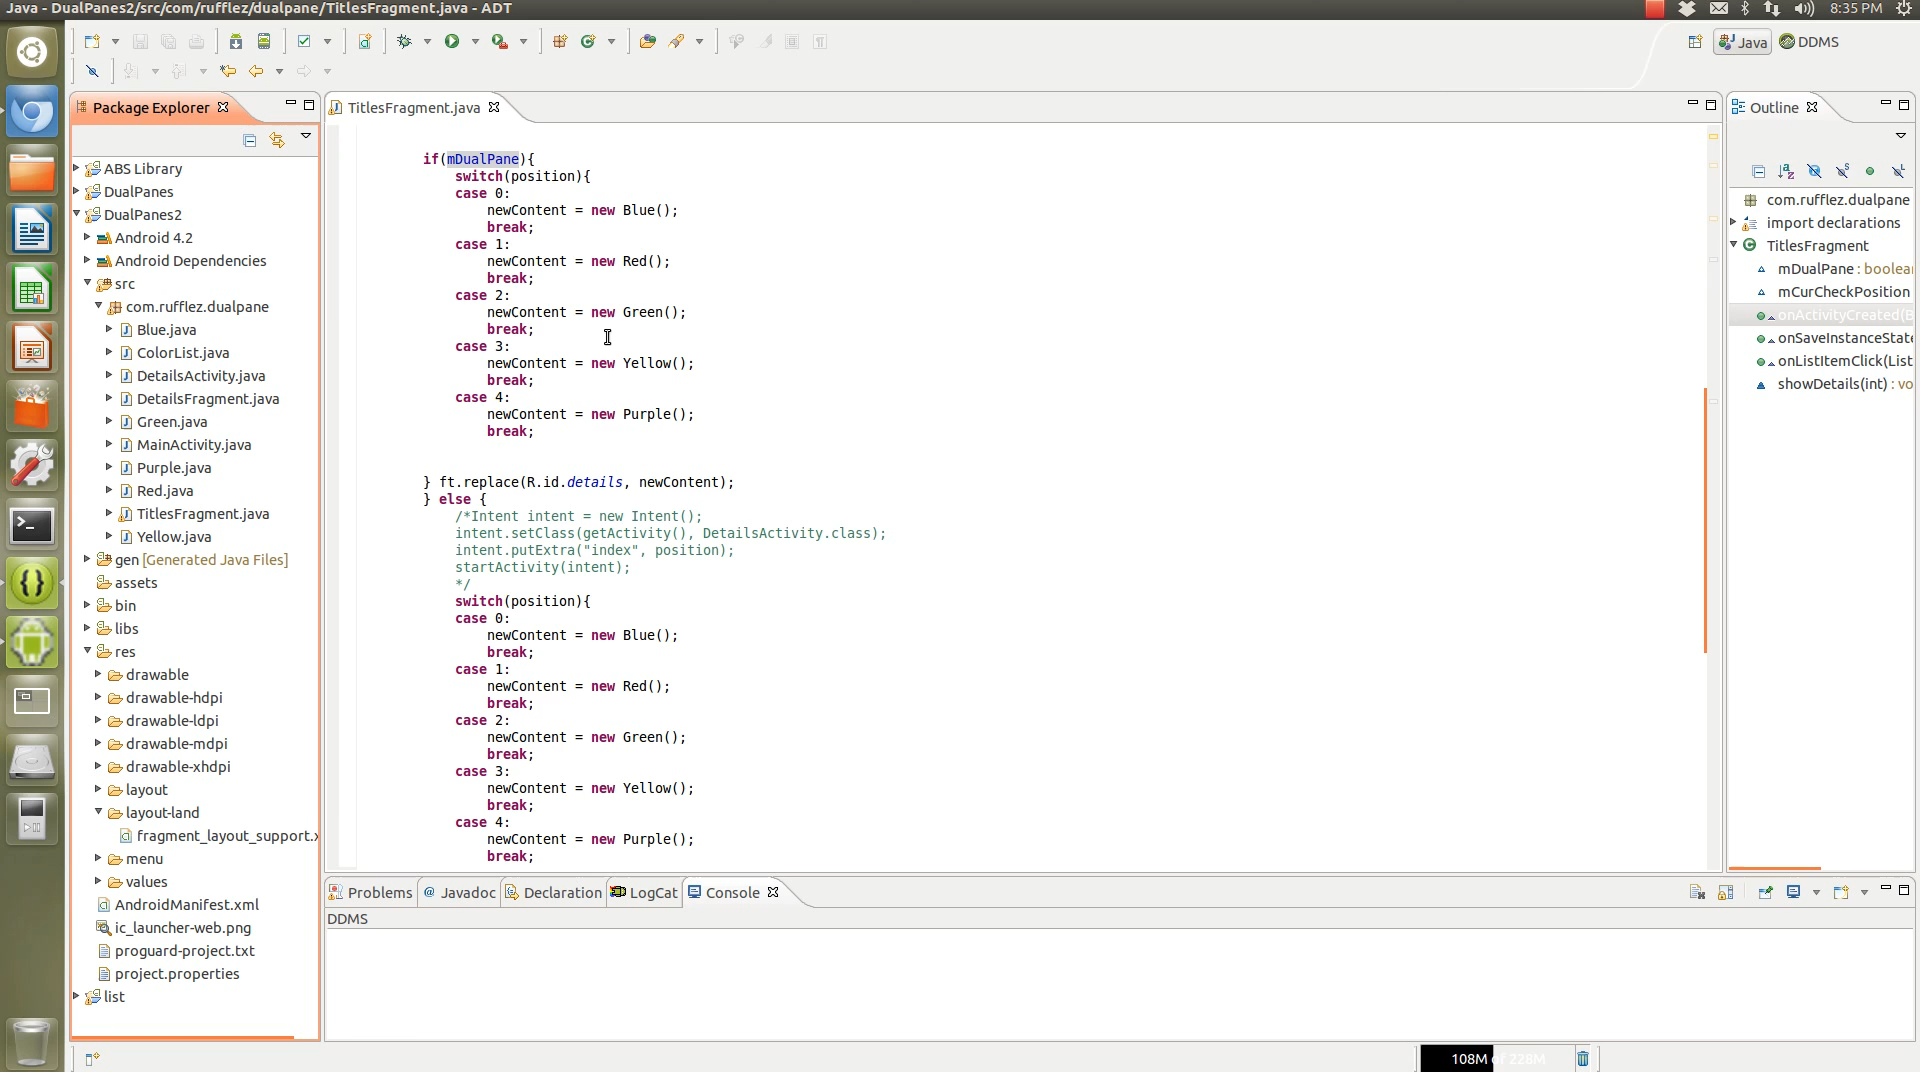 Java - DualPanes2/src/com/rufflez/dualpane/TitlesFragment.java - ADT
8:35 PM
Java
DDMS
Package Explorer
ABS Library
DualPanes
DualPanes2
Android 4.2
Android Dependencies
src
com.rufflez.dualpane
Blue.java
ColorList.java
DetailsActivity.java
DetailsFragment.java
Green.java
MainActivity.java
Purple.java
Red.java
TitlesFragment.java
Yellow.java
gen [Generated Java Files]
assets
bin
libs
res
drawable
drawable-hdpi
drawable-ldpi
drawable-mdpi
drawable-xhdpi
layout
layout-land
fragment_layout_support.x
menu
values
AndroidManifest.xml
ic_launcher-web.png
proguard-project.txt
project.properties
list
TitlesFragment.java
if(mDualPane){
switch(position){
case 0:
newContent = new Blue();
break;
case 1:
newContent = new Red();
break;
case 2:
newContent = new Green();
break;
case 3:
newContent = new Yellow();
break;
case 4:
newContent = new Purple();
break;
} ft.replace(R.id.details, newContent);
} else {
/*Intent intent = new Intent();
intent.setClass(getActivity(), DetailsActivity.class);
intent.putExtra("index", position);
startActivity(intent);
*/
switch(position){
case 0:
newContent = new Blue();
break;
case 1:
newContent = new Red();
break;
case 2:
newContent = new Green();
break;
case 3:
newContent = new Yellow();
break;
case 4:
newContent = new Purple();
break;
Outline
com.rufflez.dualpane
import declarations
TitlesFragment
mDualPane : boolea
mCurCheckPosition
onActivityCreated(B
onSaveInstanceState
onListItemClick(List
showDetails(int) : vo
Problems
@ Javadoc
Declaration
LogCat
Console
DDMS
108M of 228M